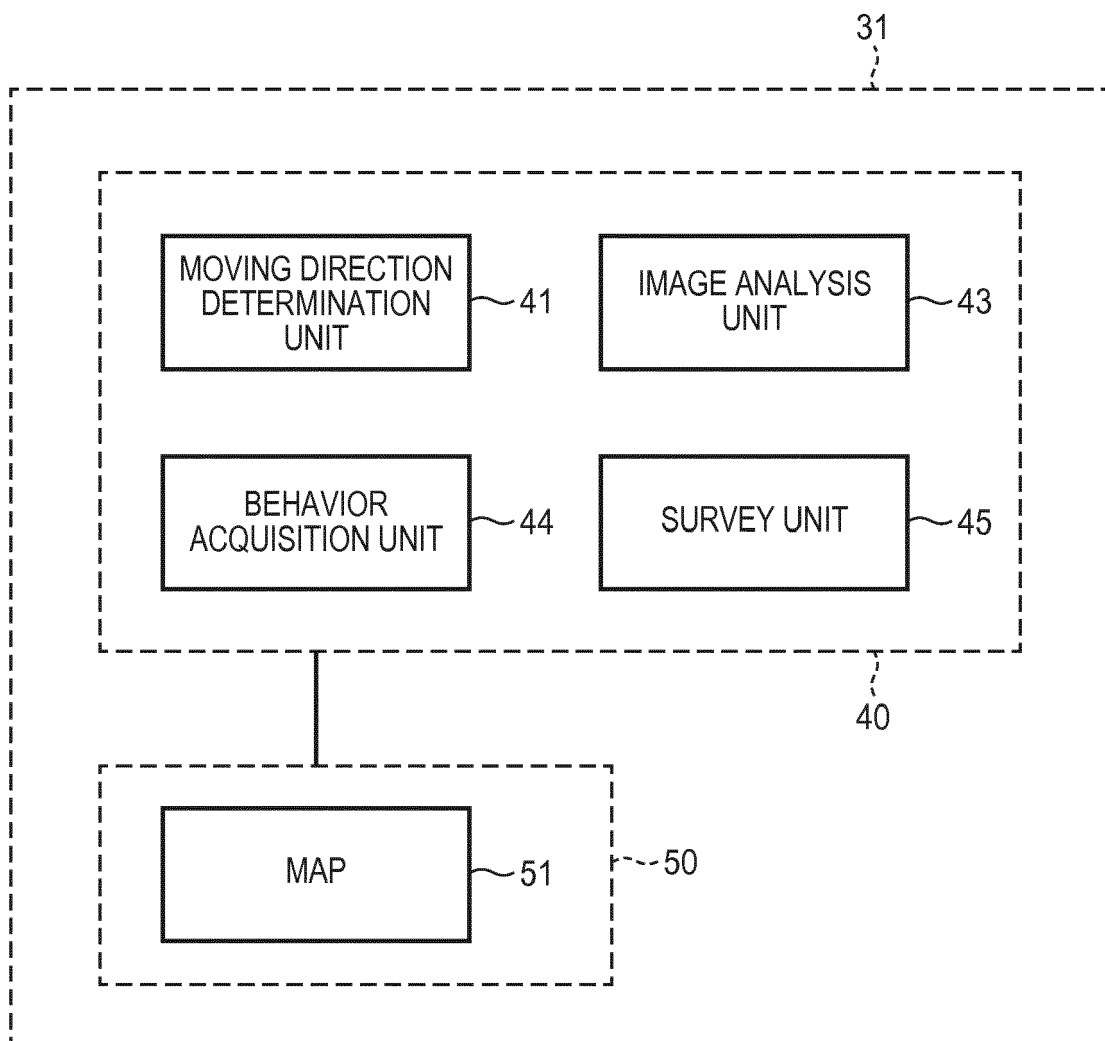 31
MOVING DIRECTION
DETERMINATION
UNIT
41
IMAGE ANALYSIS
UNIT
43
BEHAVIOR
ACQUISITION UNIT
44
SURVEY UNIT
45
40
MAP
51
50